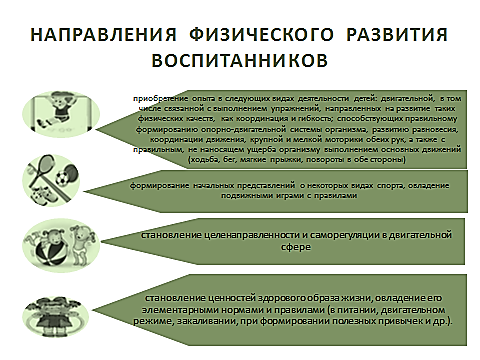 НАПРАВЛЕНИЯ ФИЗИЧЕСКОГО РАЗВИТИЯ
ВОСПИТАННИКОВ
приобретение опыта в следующих видах деятельности детей: двигательной, в том
числе связанной с выполнением упражнений, направленных на развитие таких
физических качеств, как координация и гибкость; способствующих правильному
формированию опорно-двигательной системы организма, развитию равновесия,
координации движения, крупной и мелкой моторики обеих рук, а также с
правильным, не наносящем ущерба организму выполнением основных движений
(ходьба, бег, мягкие прыжки, повороты в обе стороны)
формирование начальных представлений о некоторых видах спорта, овладение
подвижными играми с правилами
становление целенаправленности и саморегуляции в двигательной
сфере
становление ценностей здорового образа жизни, овладение его
элементарными нормами и правилами (в питании, двигательном
режиме, закаливании, при формировании полезных привычек и др.).